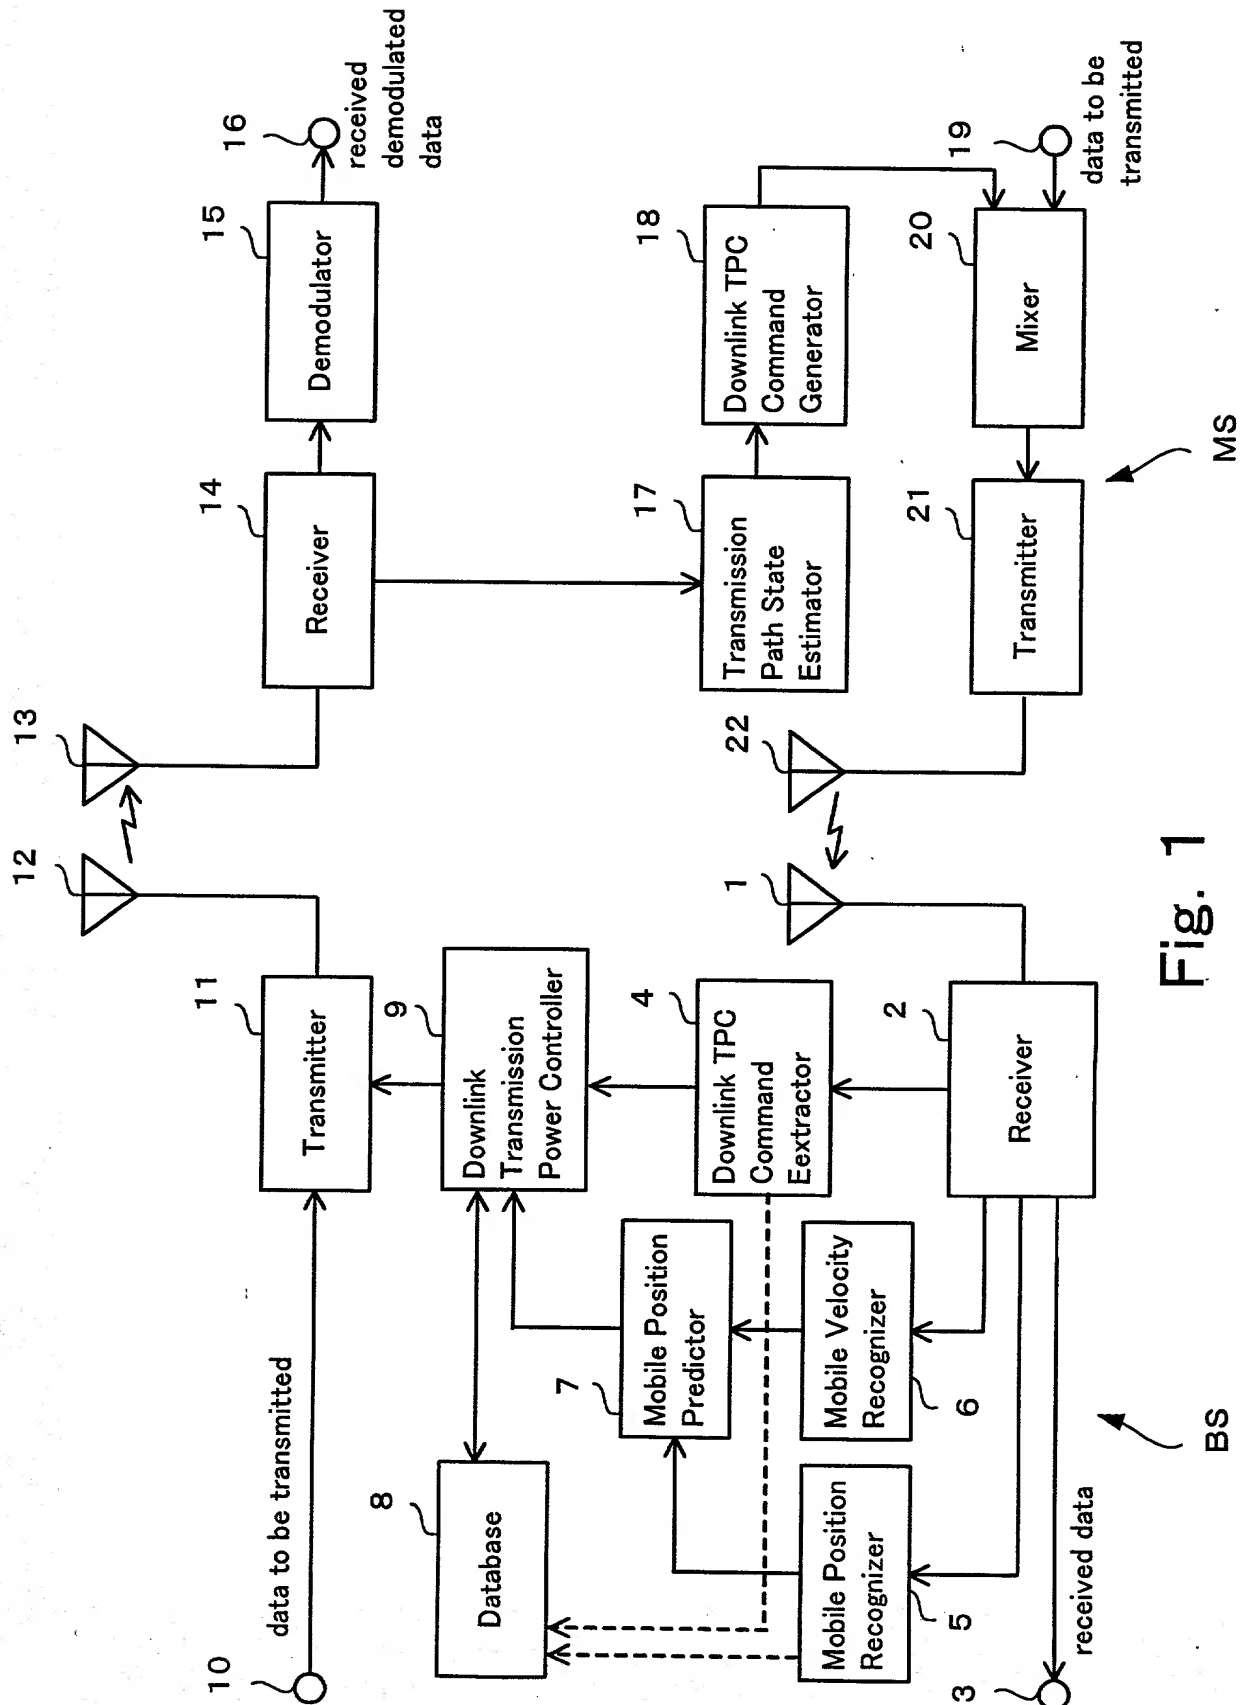 10
data to be transmitted
11
Transmitter
12
13
14
Receiver
15
Demodulator
16
received
demodulated
data
8
Database
9
Downlink
Transmission
Power Controller
7
Mobile Position
Predictor
4
Downlink TPC
Command
Eextractor
17
Transmission
Path State
Estimator
18
Downlink TPC
Command
Generator
5
Mobile Position
Recognizer
6
Mobile Velocity
Recognizer
2
Receiver
1
22
21
Transmitter
20
Mixer
19
data to be
transmitted
3
received data
BS
MS
Fig. 1